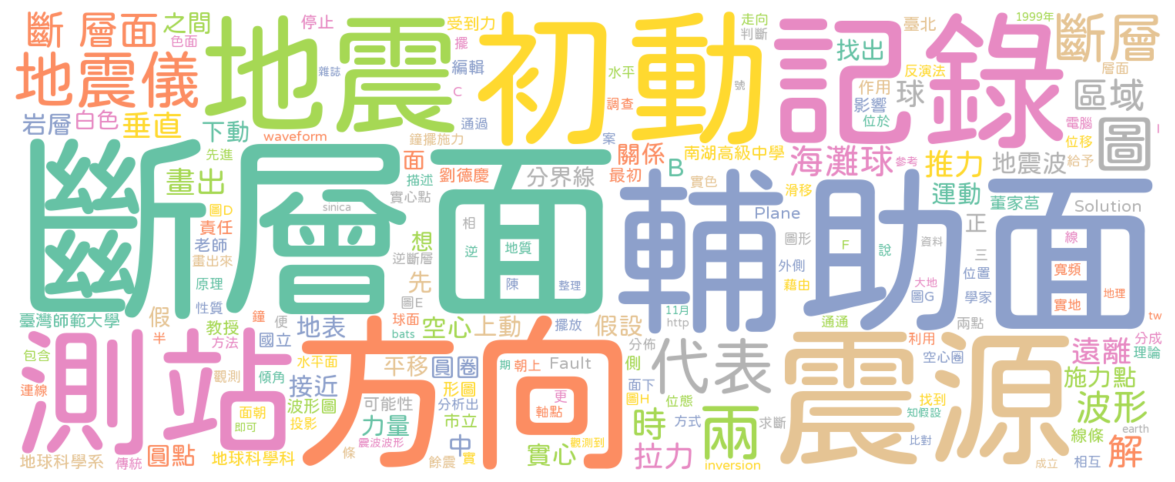 斷 層面
之間
色面
停止
雜誌
地震
受到力
擺
編輯
C
通過
初動
鐘擺施力
走向
判斷
水平
調查
號
案
記錄
找出
臺北
1999年
反演法
作用
影響
球
位於
斷層
層面
區域
電腦
位移
給予
圖
I
地震儀
岩層
白色
垂直
下動
waveform
先進
面
劉德慶
描述
實心點
分界線
關係
最初
B
南湖高級中學
實色
海灘球
參考
推力
地震波
運動
董家莒
Solution
滑移
Plane
斷層面
畫出
圖D
責任
老師
畫出來
原理
性質
sinica
想
逆斷層
先
圖E
相
逆
地質
陳
整理
輔助面
圖形
外側
藉由
F
說
資料
大地
圖G
正
三
位置
學家
兩點
線
寬頻
實地
地理
tw
臺灣師範大學
假
半
教授
方法
鐘
便
國立
地表
球面
bats
空心
上動
擺放
假設
11月
http
分佈
通通
利用
空心圈
找到
知假設
比對
遠離
分成
理論
測站
包含
連線
觀測
水平面
傾角
接近
波形圖
投影
面朝
即可
地球科學系
傳統
圓點
地球科學科
方向
平移
圓圈
可能性
形圖
分析出
力量
市立
震波波形
條
餘震
中
實
期
朝上
Fault
更
軸點
觀測到
實心
側
面下
圖H
位態
時
方式
拉力
代表
兩
求斷
inversion
震源
施力點
波形
線條
earth
成立
相互
解